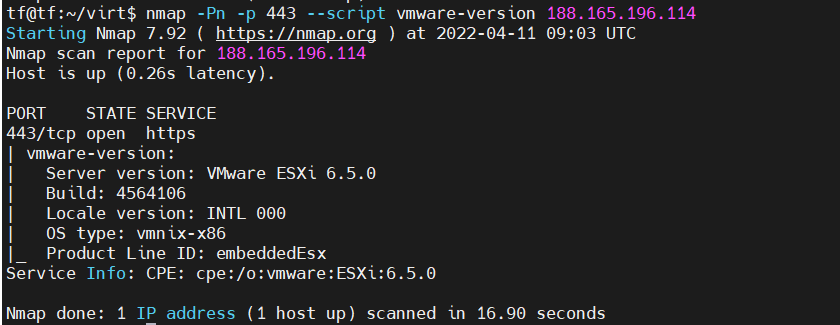 tf@tf:~/virt$ nmap -Pn -p 443 --script vmware-version 188.165.196.114
Starting Nmap 7.92 ( https://nmap.org ) at 2022-04-11 09:03 UTC
Nmap scan report for 188.165.196.114
Host is up (0.26s latency).
PORT    STATE SERVICE
443/tcp open  https
| vmware-version:
|   Server version: VMware ESXi 6.5.0
|   Build: 4564106
|   Locale version: INTL 000
|   OS type: vmnix-x86
|_  Product Line ID: embeddedEsx
Service Info: CPE: cpe:/o:vmware:ESXi:6.5.0
Nmap done: 1 IP address (1 host up) scanned in 16.90 seconds